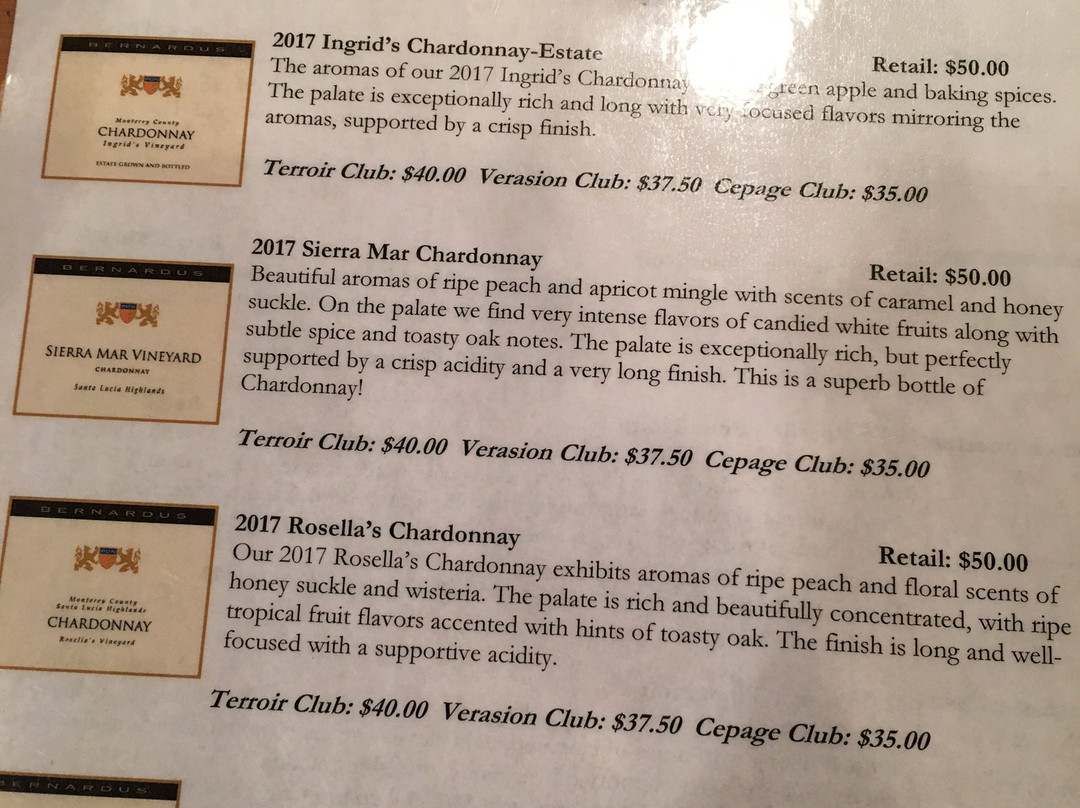 BERNARDUS
Monterey County
CHARDONNAY
Ingrid's Vineyard
ESTATE GROWN AND BOTTLED
2017 Ingrid's Chardonnay-Estate
Retail: $50.00
The aromas of our 2017 Ingrid's Chardonnay green apple and baking spices.
The palate is exceptionally rich and long with very focused flavors mirroring the
aromas, supported by a crisp finish.
Terroir Club: $40.00 Verasion Club: $37.50 Cepage Club: $35.00
BERNARDUS
SIERRA MAR VINEYARD
CHARDONNAY
Santa Lucia Highlands
2017 Sierra Mar Chardonnay
Retail: $50.00
Beautiful aromas of ripe peach and apricot mingle with scents of caramel and honey
suckle. On the palate we find very intense flavors of candied white fruits along with
subtle spice and toasty oak notes. The palate is exceptionally rich, but perfectly
supported by a crisp acidity and a very long finish. This is a superb bottle of
Chardonnay!
Terroir Club: $40.00 Verasion Club: $37.50 Cepage Club: $35.00
BERNARDUS
Monterey County
Santa Lucia Highlands
CHARDONNAY
Rosella's Vineyard
2017 Rosella's Chardonnay
Retail: $50.00
Our 2017 Rosella's Chardonnay exhibits aromas of ripe peach and floral scents of
honey suckle and wisteria. The palate is rich and beautifully concentrated, with ripe
tropical fruit flavors accented with hints of toasty oak. The finish is long and well-
focused with a supportive acidity.
Terroir Club: $40.00 Verasion Club: $37.50 Cepage Club: $35.00
BERNARDUS